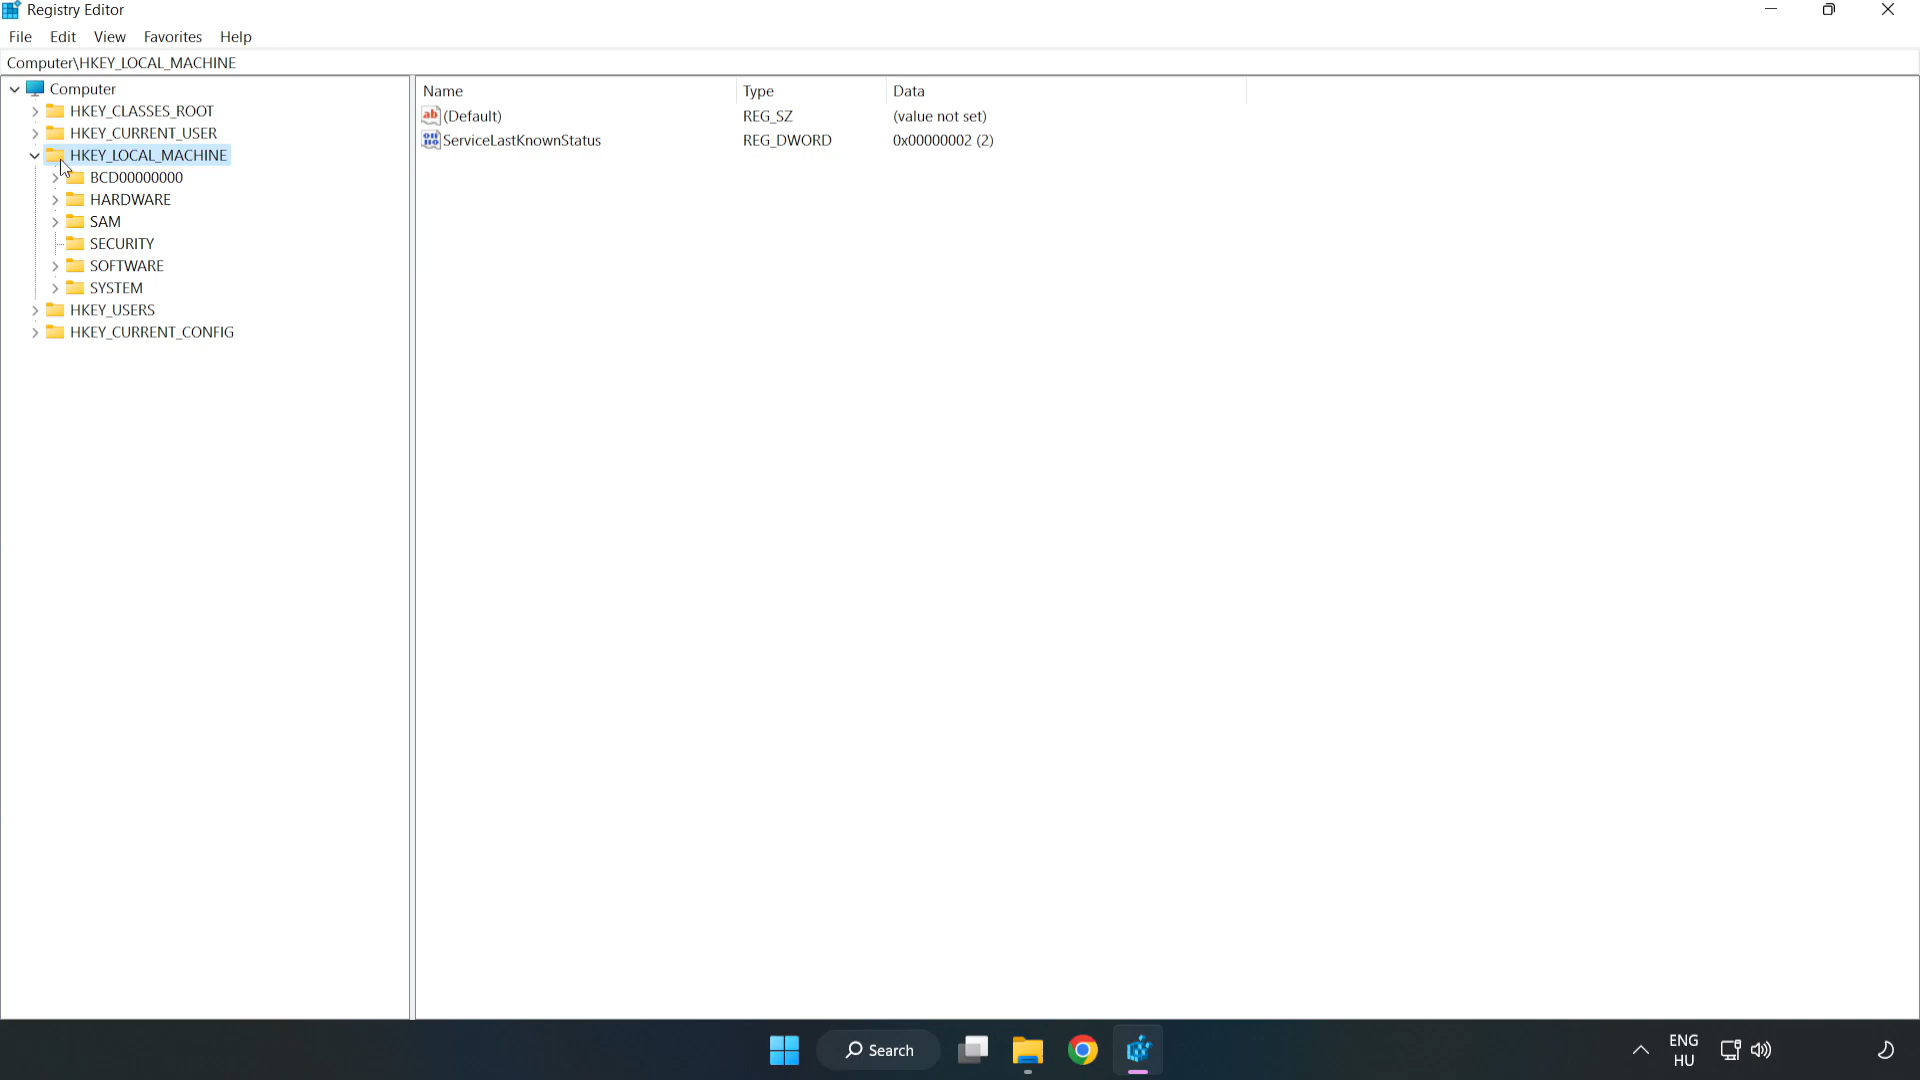 Registry Editor
File Edit View Favorites Help
Computer\HKEY_LOCAL_MACHINE
Computer
HKEY_CLASSES_ROOT
HKEY_CURRENT_USER
HKEY_LOCAL_MACHINE
BCD00000000
HARDWARE
SAM
SECURITY
SOFTWARE
SYSTEM
HKEY_USERS
HKEY_CURRENT_CONFIG
Name Type Data
(Default) REG_SZ (value not set)
ServiceLastKnownStatus REG_DWORD 0x00000002 (2)
Search
ENG
HU